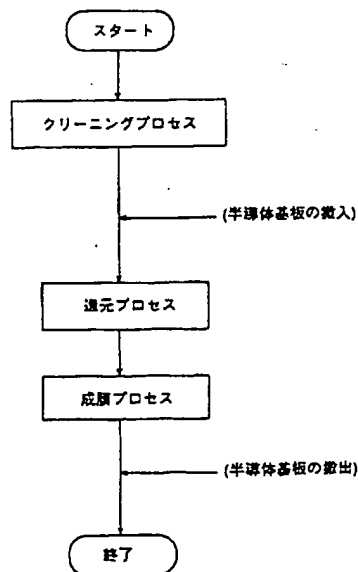 スタート
クリーニングプロセス
(半導体基板の搬入)
還元プロセス
成膜プロセス
(半導体基板の搬出)
終了